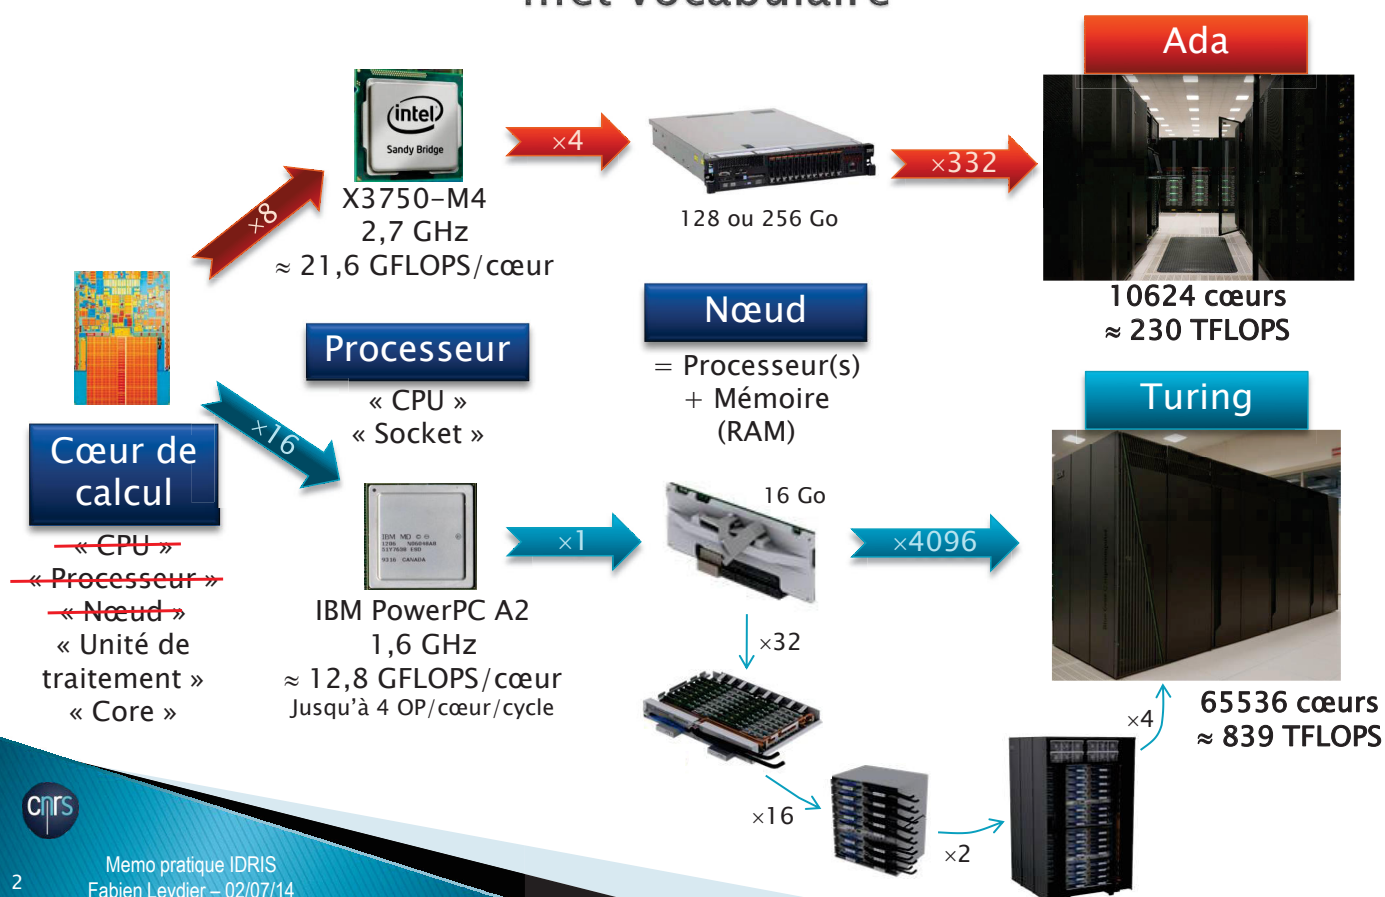 Ada
intel
Sandy Bridge
×4
×332
×8
X3750-M4
2,7 GHz
≈ 21,6 GFLOPS/cœur
128 ou 256 Go
10624 cœurs
≈ 230 TFLOPS
Nœud
= Processeur(s)
+ Mémoire
(RAM)
Processeur
« CPU »
« Socket »
Turing
×16
Cœur de
calcul
« CPU »
« Processeur »
« Nœud »
« Unité de
traitement »
« Core »
×1
16 Go
×4096
IBM PowerPC A2
1,6 GHz
≈ 12,8 GFLOPS/cœur
Jusqu'à 4 OP/cœur/cycle
×32
×16
×2
×4
65536 cœurs
≈ 839 TFLOPS
cnrs
Memo pratique IDRIS
Fabien Leydier – 02/07/14
2